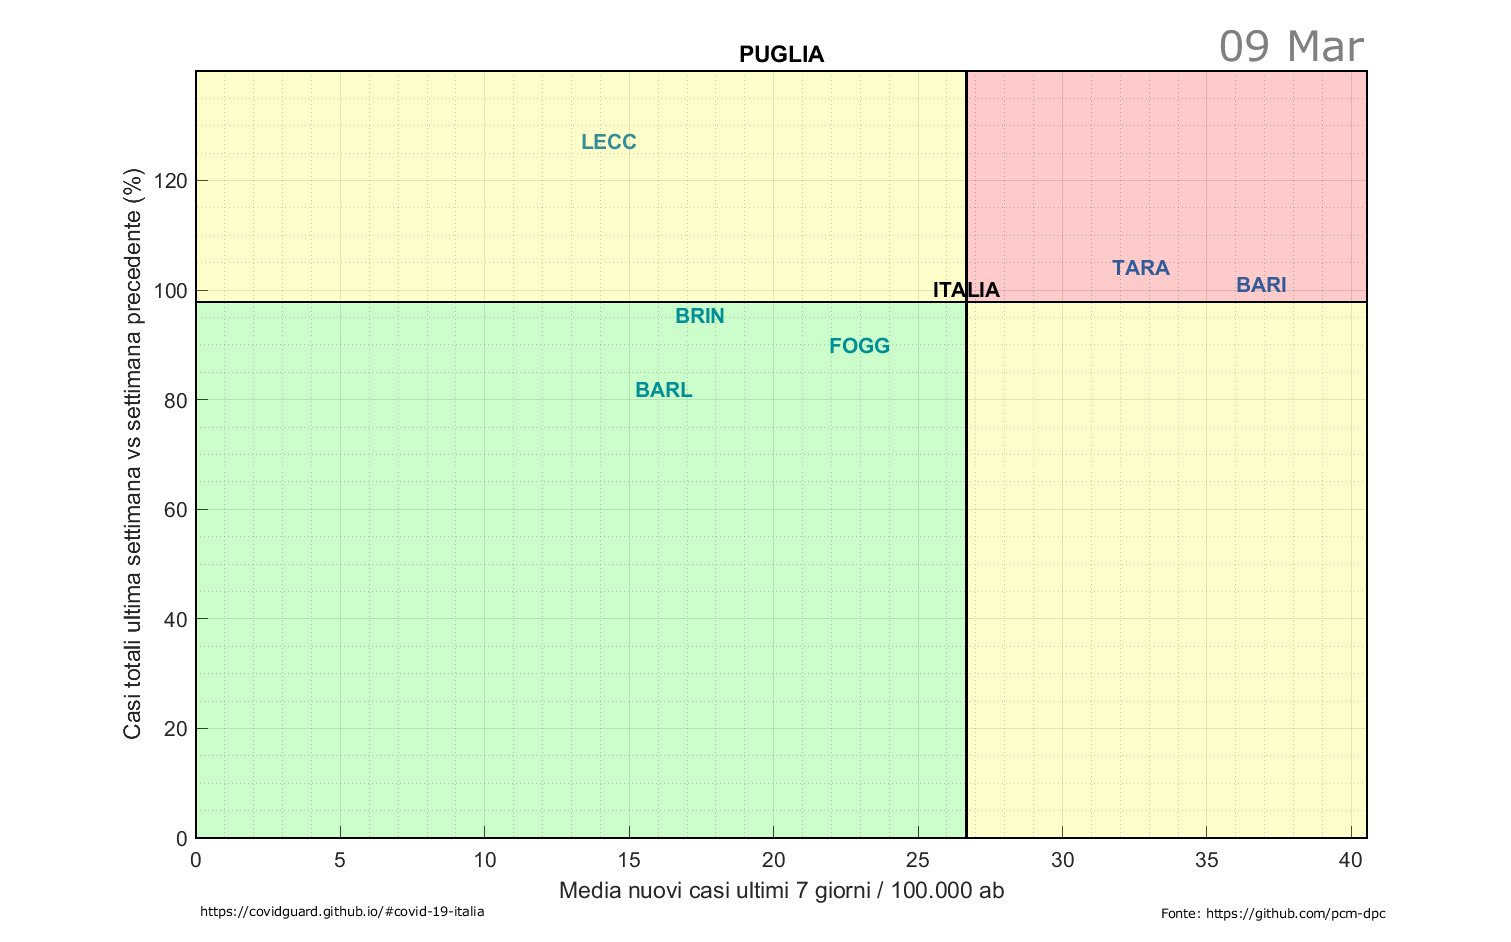 09 Mar
PUGLIA
Casi totali ultima settimana vs settimana precedente (%)
120
100
80
60
40
20
0
LECC
TARA
BARI
ITALIA
BRIN
FOGG
BARL
0 5 10 15 20 25 30 35 40
Media nuovi casi ultimi 7 giorni / 100.000 ab
https://covidguard.github.io/#covid-19-italia
Fonte: https://github.com/pcm-dpc